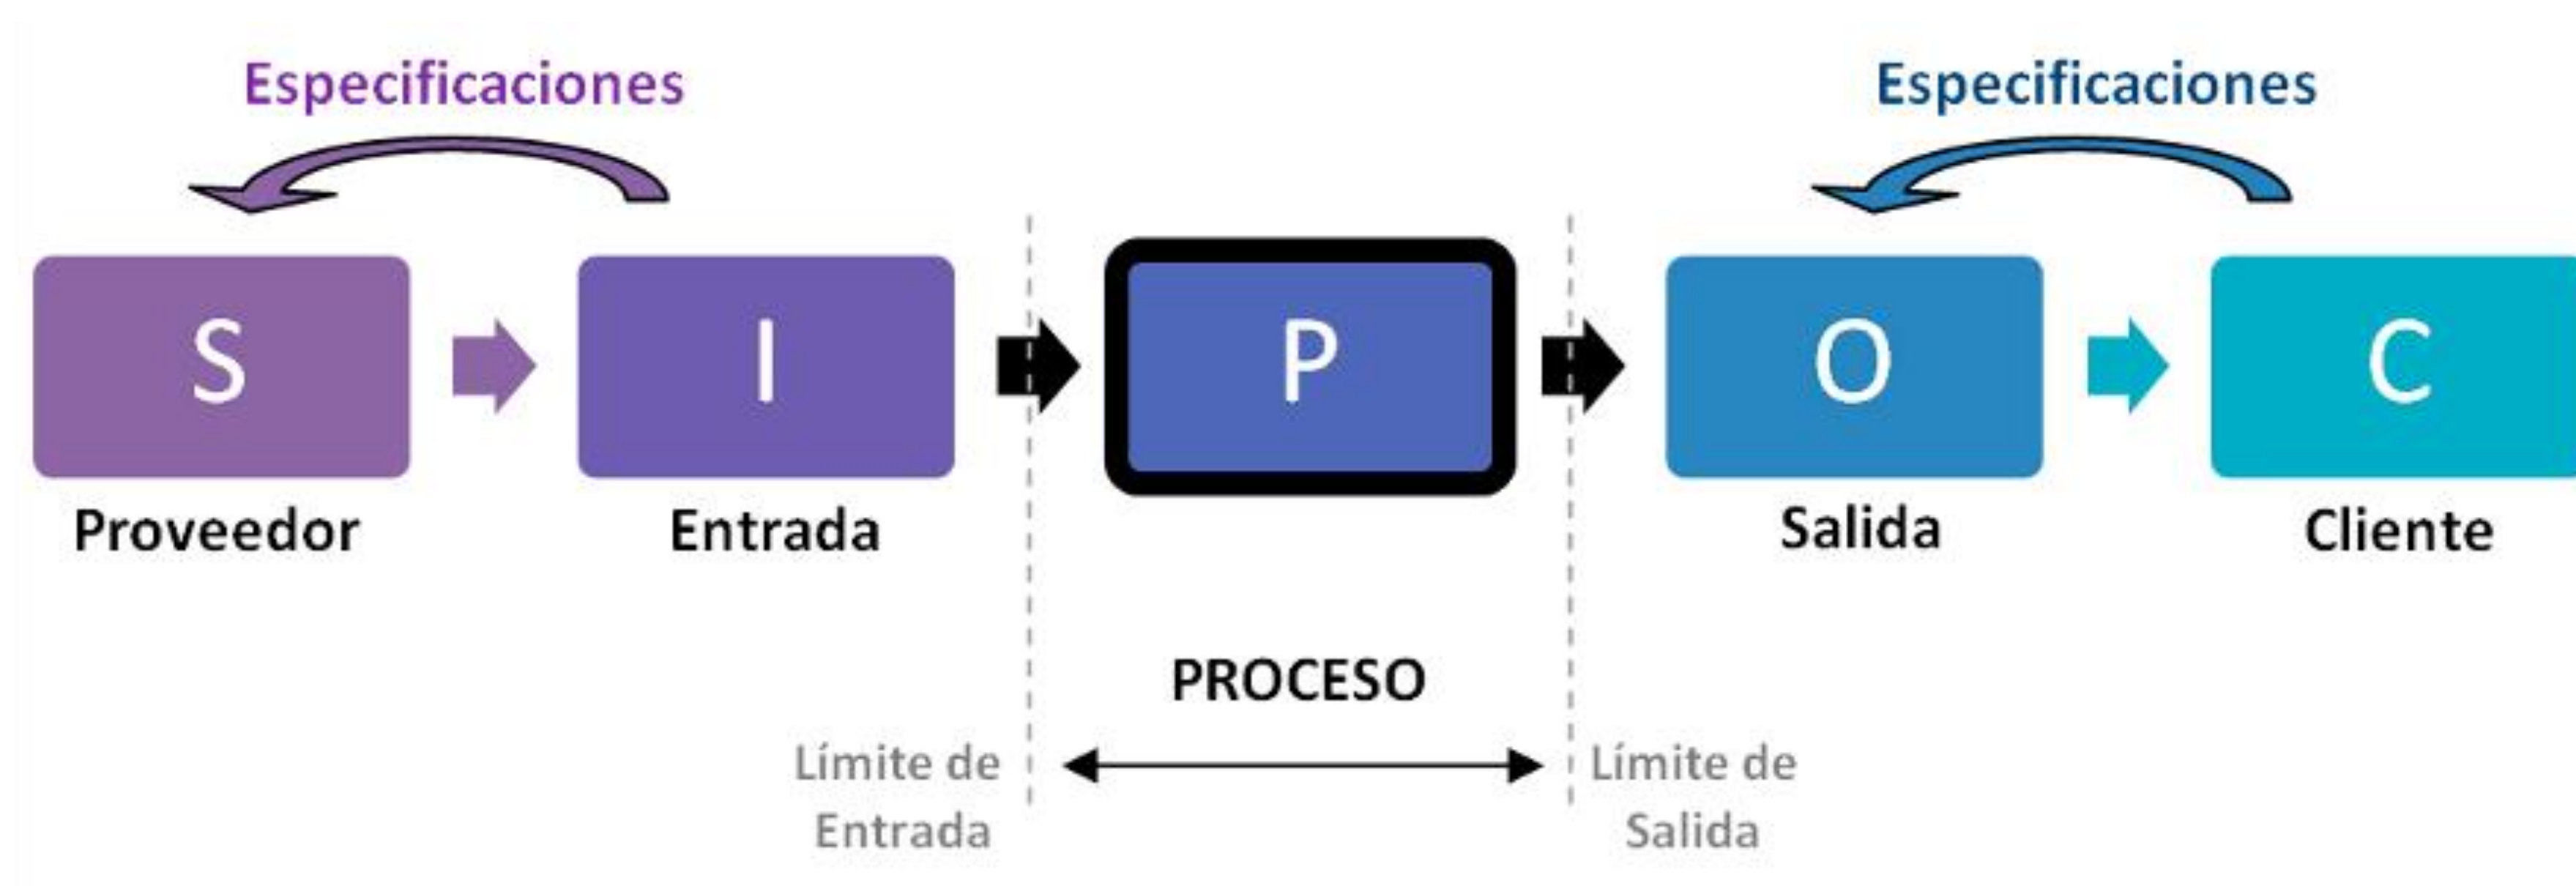 Especificaciones
Especificaciones
S
I
P
O
C
Proveedor
Entrada
Salida
Cliente
PROCESO
Límite de
Entrada
Límite de
Salida